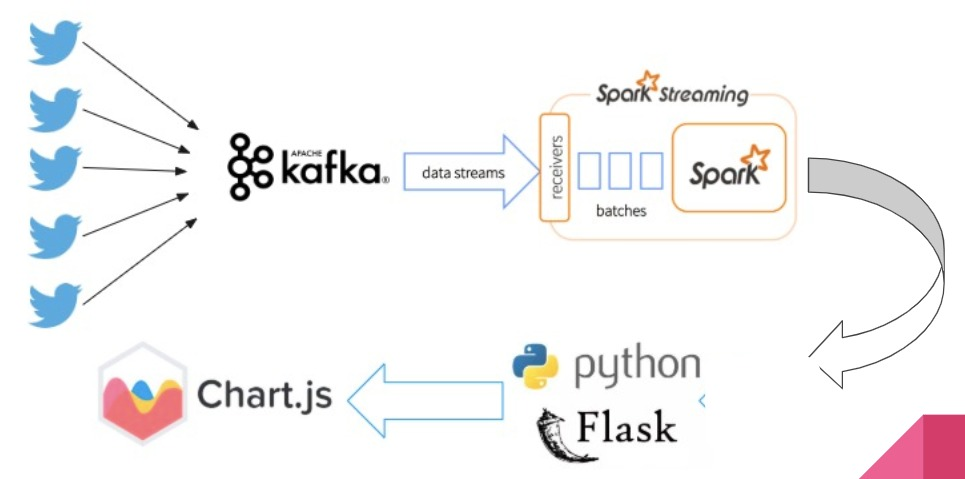 APACHE
kafka®
data streams
Spark Streaming
receivers
batches
Spark
Chart.js
python
Flask